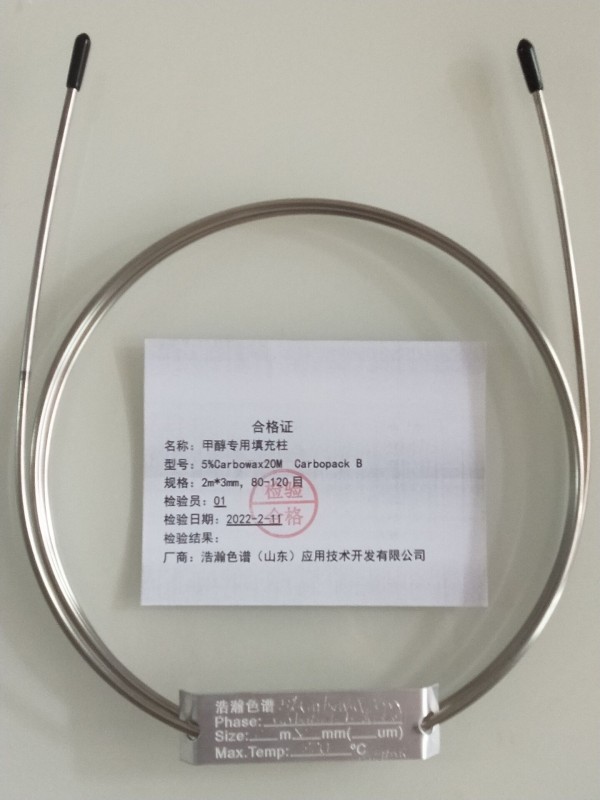 合格证
名称：甲醇专用填充柱
型号：5%Carbowax20M Carbopack B
规格：2m*3mm，80-120目
检验员：01
检验日期：2022-2-11
检验结果：
厂商：浩瀚色谱（山东）应用技术开发有限公司
检验
合格
浩瀚色谱
Phase:
Size: m mm( um)
Max.Temp: °C